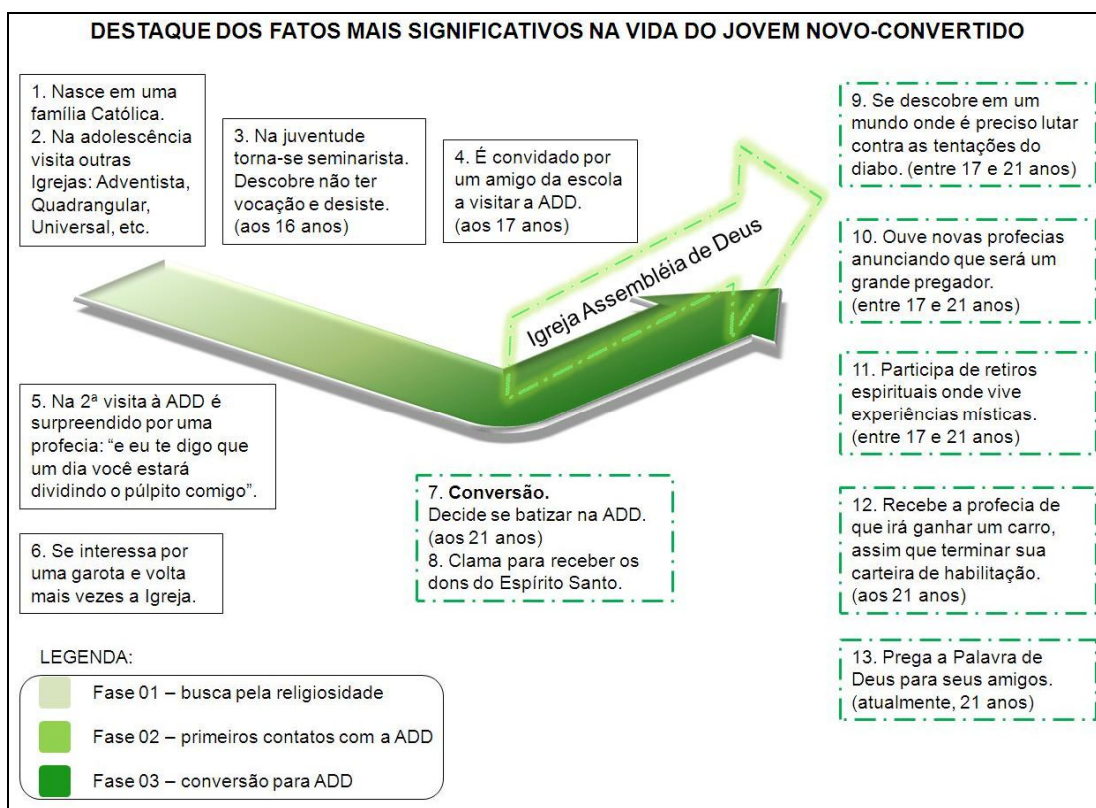 DESTAQUE DOS FATOS MAIS SIGNIFICATIVOS NA VIDA DO JOVEM NOVO-CONVERTIDO
1. Nasce em uma
família Católica.
2. Na adolescência
visita outras
Igrejas: Adventista,
Quadrangular,
Universal, etc.
3. Na juventude
torna-se seminarista.
Descobre não ter
vocação e desiste.
(aos 16 anos)
4. É convidado por
um amigo da escola
a visitar a ADD.
(aos 17 anos)
Igreja Assembléia de Deus
5. Na 2ª visita à ADD é
surpreendido por uma
profecia: “e eu te digo que
um dia você estará
dividindo o púlpito comigo”.
6. Se interessa por
uma garota e volta
mais vezes a Igreja.
7. Conversão.
Decide se batizar na ADD.
(aos 21 anos)
8. Clama para receber os
dons do Espírito Santo.
9. Se descobre em um
mundo onde é preciso lutar
contra as tentações do
diabo. (entre 17 e 21 anos)
10. Ouve novas profecias
anunciando que será um
grande pregador.
(entre 17 e 21 anos)
11. Participa de retiros
espirituais onde vive
experiências místicas.
(entre 17 e 21 anos)
12. Recebe a profecia de
que irá ganhar um carro,
assim que terminar sua
carteira de habilitação.
(aos 21 anos)
13. Prega a Palavra de
Deus para seus amigos.
(atualmente, 21 anos)
LEGENDA:
Fase 01 – busca pela religiosidade
Fase 02 – primeiros contatos com a ADD
Fase 03 – conversão para ADD